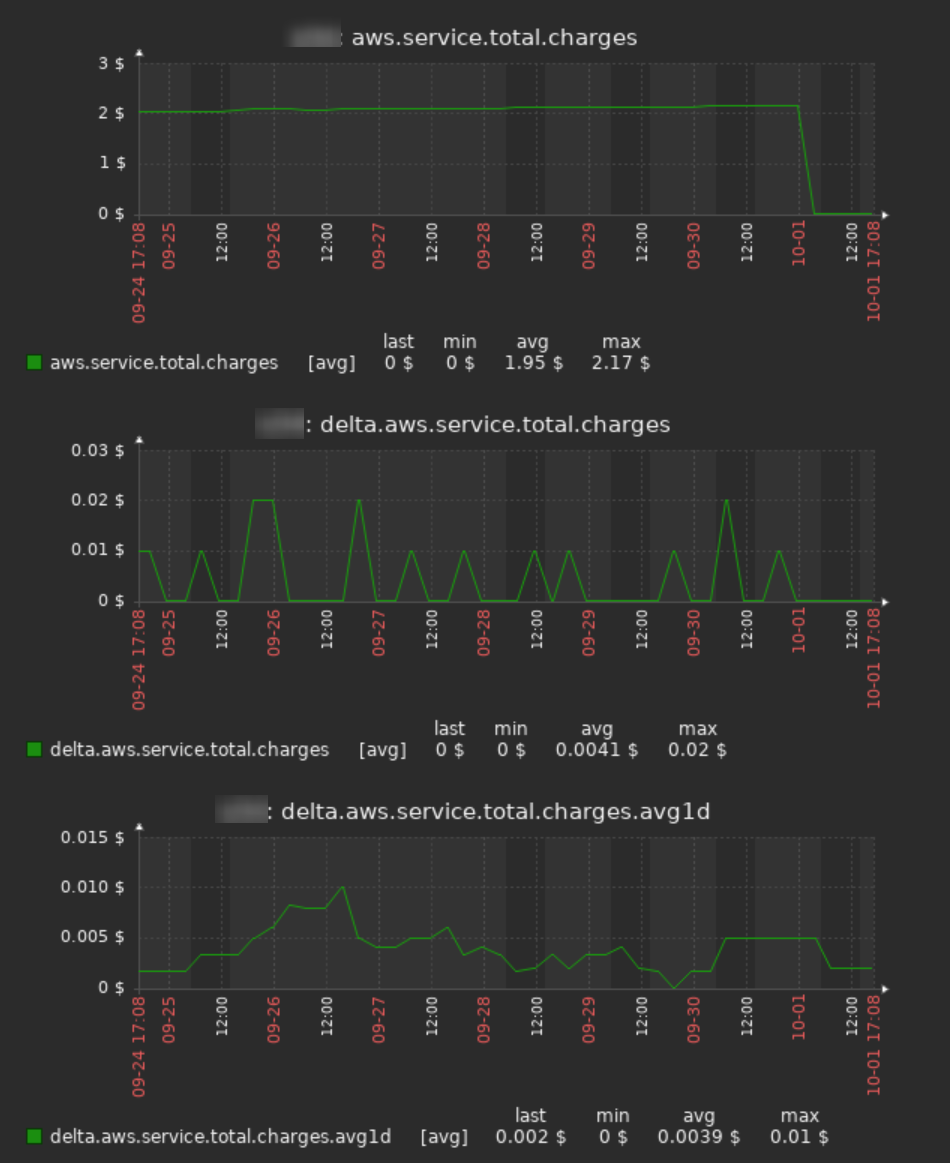 : aws.service.total.charges
3 $
2 $
1 $
0 $
09-24 17:08 09-25 12:00 09-26 12:00 09-27 12:00 09-28 12:00 09-29 12:00 09-30 12:00 10-01 12:00 10-01 17:08
last min avg max
aws.service.total.charges [avg] 0 $ 0 $ 1.95 $ 2.17 $
: delta.aws.service.total.charges
0.03 $
0.02 $
0.01 $
0 $
09-24 17:08 09-25 12:00 09-26 12:00 09-27 12:00 09-28 12:00 09-29 12:00 09-30 12:00 10-01 12:00 10-01 17:08
last min avg max
delta.aws.service.total.charges [avg] 0 $ 0 $ 0.0041 $ 0.02 $
: delta.aws.service.total.charges.avg1d
0.015 $
0.010 $
0.005 $
0 $
09-24 17:08 09-25 12:00 09-26 12:00 09-27 12:00 09-28 12:00 09-29 12:00 09-30 12:00 10-01 12:00 10-01 17:08
last min avg max
delta.aws.service.total.charges.avg1d [avg] 0.002 $ 0 $ 0.0039 $ 0.01 $